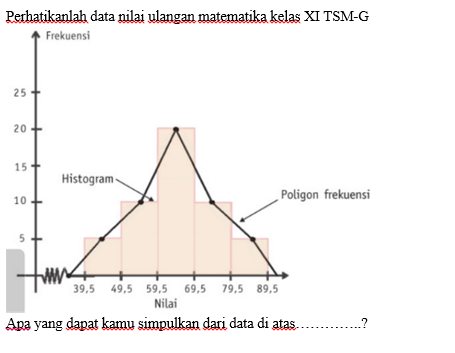 Perhatikanlah data nilai ulangan matematika kelas XI TSM-G
Frekuensi
25
20
15
Histogram
Poligon frekuensi
10
5
39,5 49,5 59,5 69,5 79,5 89,5
Nilai
Apa yang dapat kamu simpulkan dari data di atas…………..?